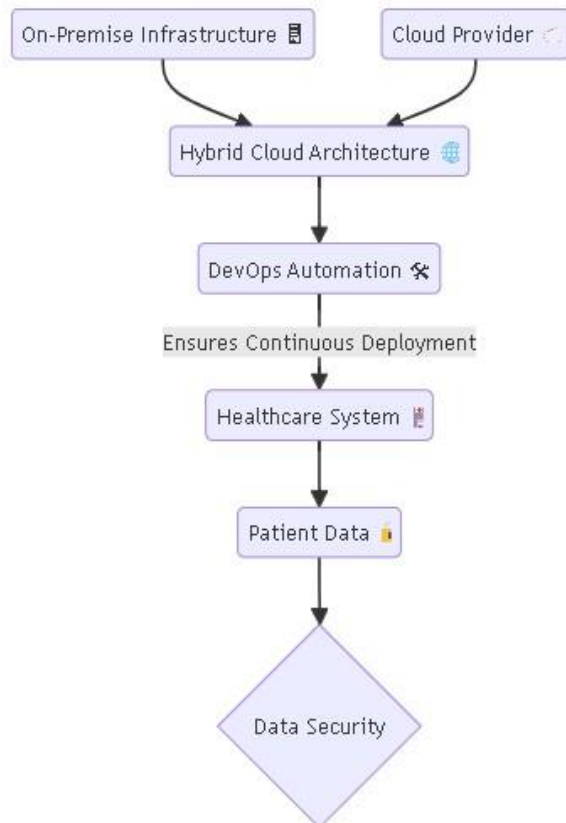 On-Premise Infrastructure
Cloud Provider
Hybrid Cloud Architecture
DevOps Automation
Ensures Continuous Deployment
Healthcare System
Patient Data
Data Security